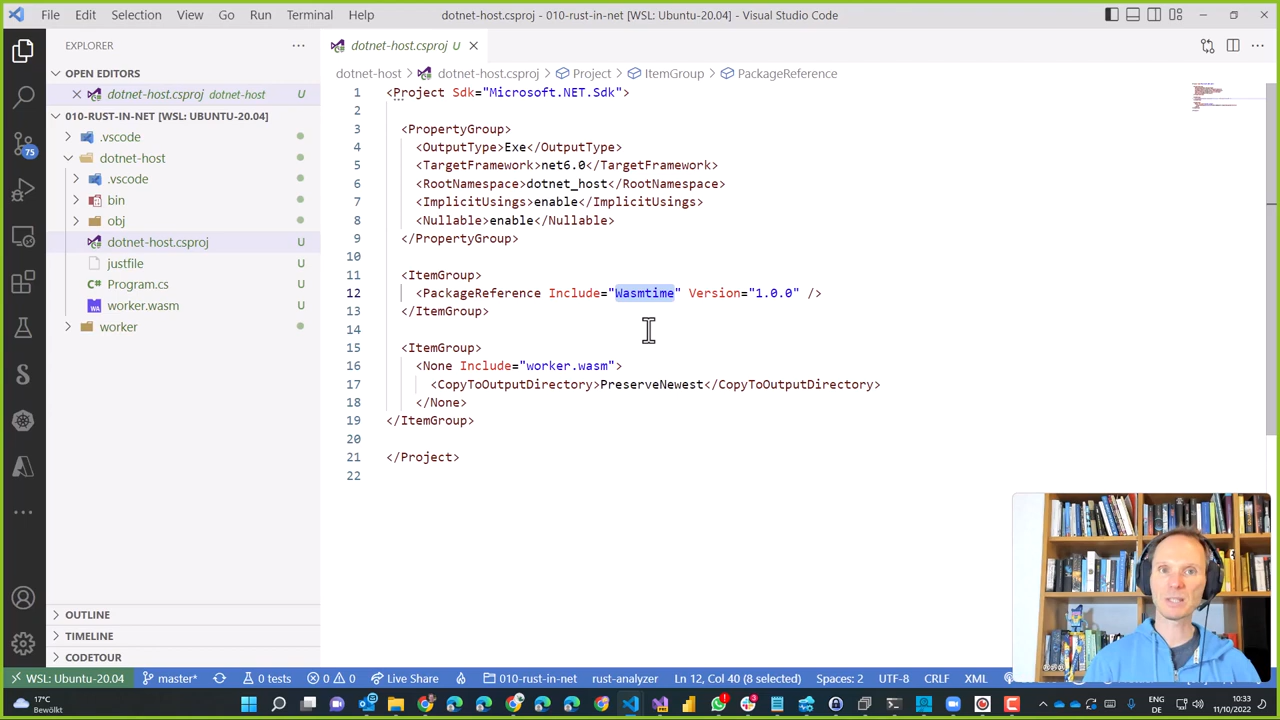 File Edit Selection View Go Run Terminal Help dotnet-host.csproj - 010-rust-in-net [WSL: Ubuntu-20.04] - Visual Studio Code
EXPLORER
dotnet-host.csproj U
OPEN EDITORS
dotnet-host > dotnet-host.csproj > Project > ItemGroup > PackageReference
dotnet-host.csproj dotnet-host U
010-RUST-IN-NET [WSL: UBUNTU-20.04]
.vscode
dotnet-host
.vscode
bin
obj
dotnet-host.csproj U
justfile U
Program.cs U
worker.wasm U
worker
75
OUTLINE
TIMELINE
CODETOUR
1 <Project Sdk="Microsoft.NET.Sdk">
2
3 <PropertyGroup>
4 <OutputType>Exe</OutputType>
5 <TargetFramework>net6.0</TargetFramework>
6 <RootNamespace>dotnet_host</RootNamespace>
7 <ImplicitUsings>enable</ImplicitUsings>
8 <Nullable>enable</Nullable>
9 </PropertyGroup>
10
11 <ItemGroup>
12 <PackageReference Include="Wasmtime" Version="1.0.0" />
13 </ItemGroup>
14
15 <ItemGroup>
16 <None Include="worker.wasm">
17 <CopyToOutputDirectory>PreserveNewest</CopyToOutputDirectory>
18 </None>
19 </ItemGroup>
20
21 </Project>
22
WSL: Ubuntu-20.04 master* 0 tests 0 0 Live Share 010-rust-in-net rust-analyzer Ln 12, Col 40 (8 selected) Spaces: 2 UTF-8 CRLF XML
17°C
Bewölkt
ENG
DE
10:33
11/10/2022